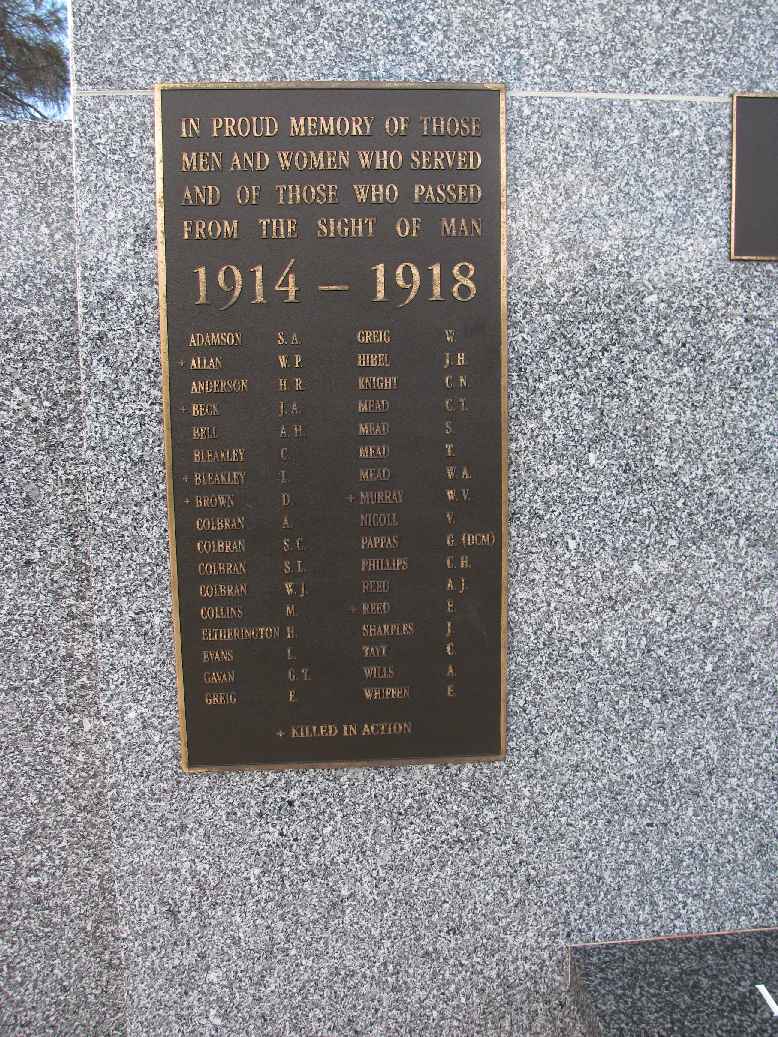 IN PROUD MEMORY OF THOSE
MEN AND WOMEN WHO SERVED
AND OF THOSE WHO PASSED
FROM THE SIGHT OF MAN
1914 – 1918
ADAMSON S. A. GREIG W.
+ ALLAN W. P. HIBEL J. H.
ANDERSON H. R. KNIGHT C. N.
+ BECK J. A. MEAD C. T.
BELL A. H. MEAD S.
BLEAKLEY C. MEAD T.
+ BLEAKLEY MEAD W. A.
+ BROWN D. + MURRAY W. V.
COLBRAN A. NICOLL V.
COLBRAN S. C. PAPPAS G. (DCM)
COLBRAN S. L. PHILLIPS C. H.
COLBRAN W. J. REED A. J.
COLLINS M. + REED
ELTHERINGTON H. SHARPLES J.
EVANS L. TAYT C.
GAVAN G. T. WILLS A.
GREIG E. WHIFFEN E.
+ KILLED IN ACTION